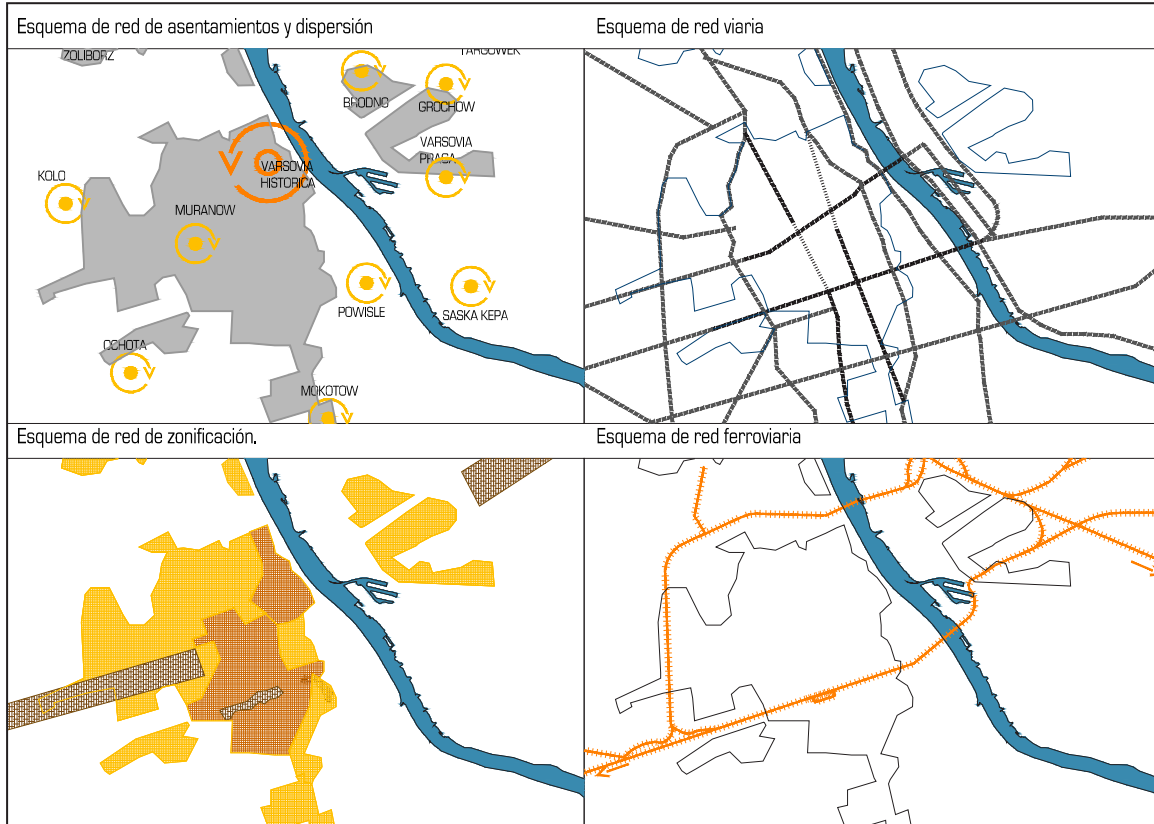 Esquema de red de asentamientos y dispersión
Esquema de red viaria
ZOLIBORZ
TARGOWEK
BRODNO
GROCHOW
VARSOVIA
PRAGA
VARSOVIA
HISTORICA
KOLO
MURANOW
POWISLE
SASKA KEPA
OCHOTA
MOKOTOW
Esquema de red de zonificación.
Esquema de red ferroviaria